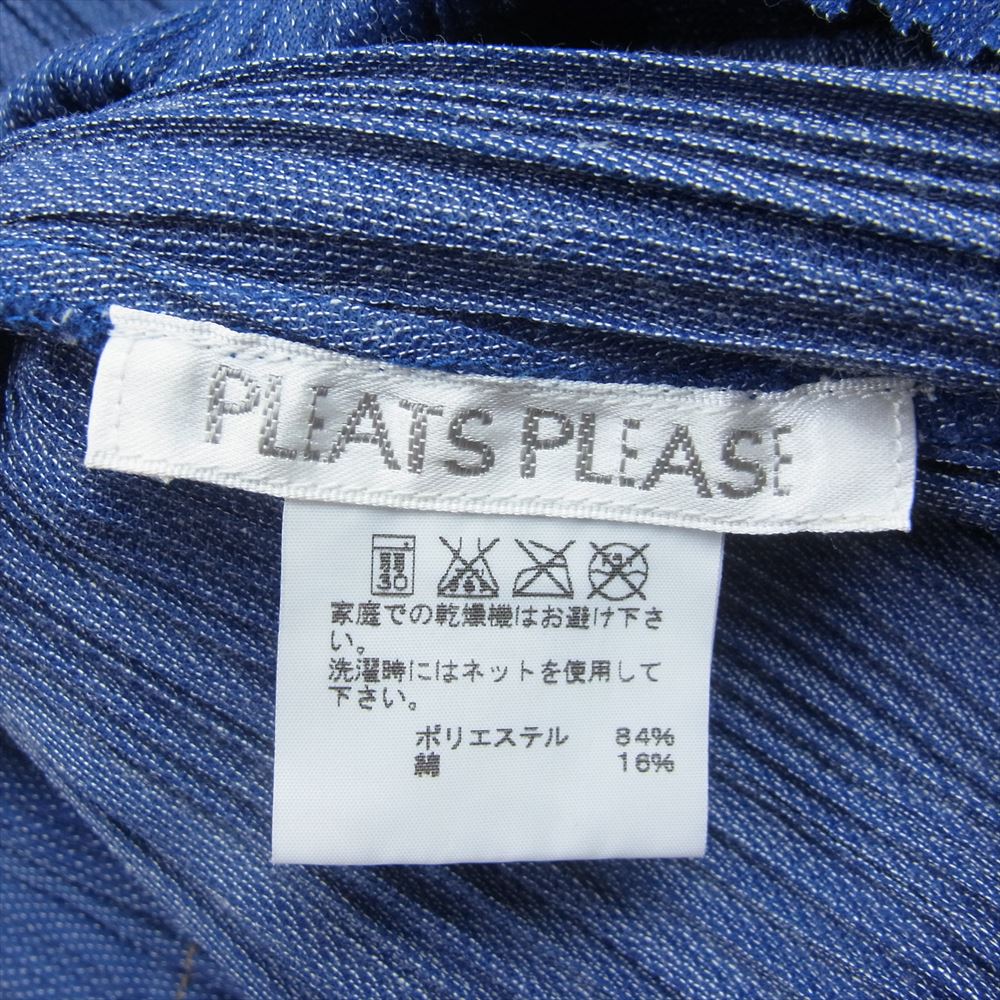 PLEATS PLEASE
30
家庭での乾燥機はお避け下さ
い。
洗濯時にはネットを使用して
下さい。
ポリエステル 84%
綿 16%